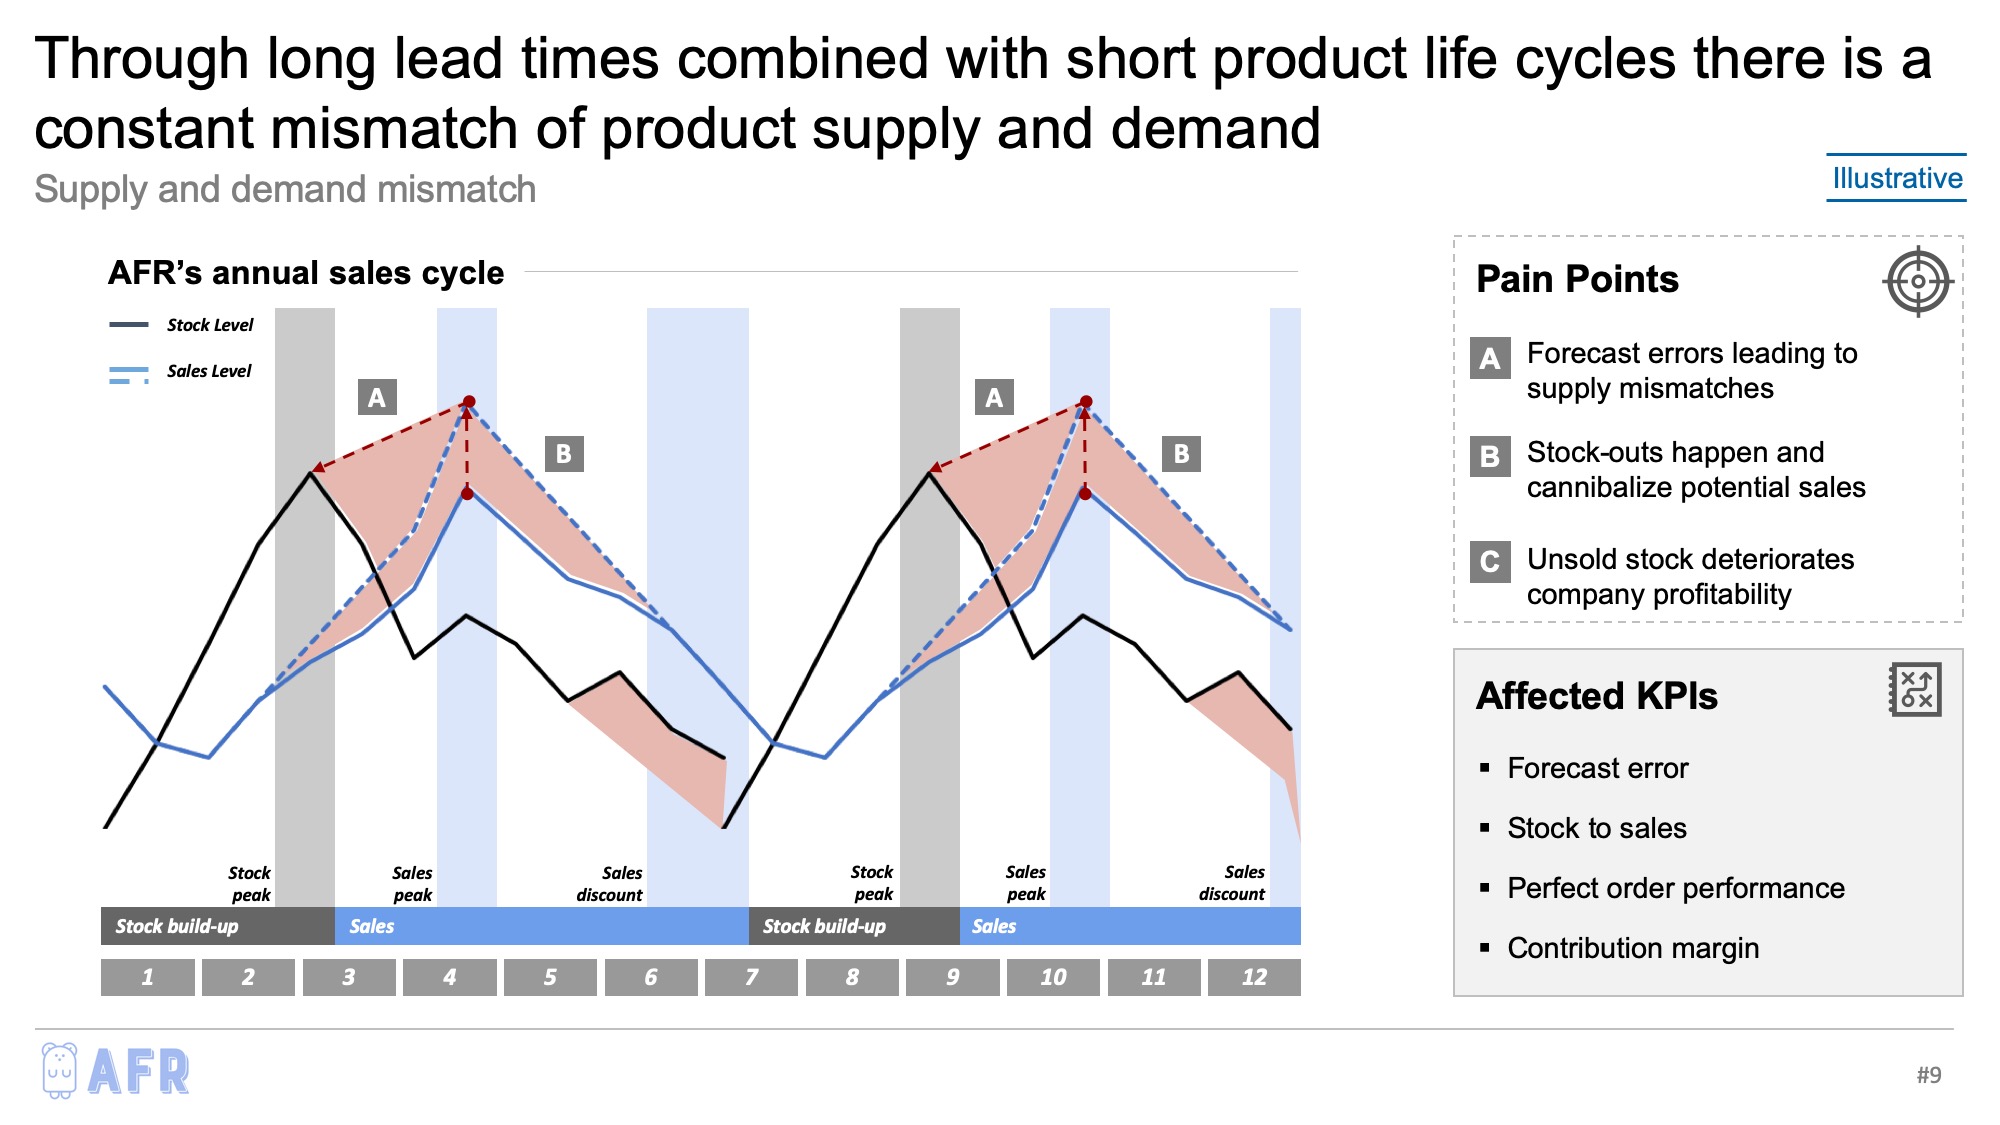 Through long lead times combined with short product life cycles there is a
constant mismatch of product supply and demand
Supply and demand mismatch
Illustrative
AFR’s annual sales cycle
Stock Level
Sales Level
A
B
A
B
Stock
peak
Sales
peak
Sales
discount
Stock
peak
Sales
peak
Sales
discount
Stock build-up
Sales
Stock build-up
Sales
1
2
3
4
5
6
7
8
9
10
11
12
Pain Points
A
Forecast errors leading to
supply mismatches
B
Stock-outs happen and
cannibalize potential sales
C
Unsold stock deteriorates
company profitability
Affected KPIs
▪ Forecast error
▪ Stock to sales
▪ Perfect order performance
▪ Contribution margin
AFR
#9